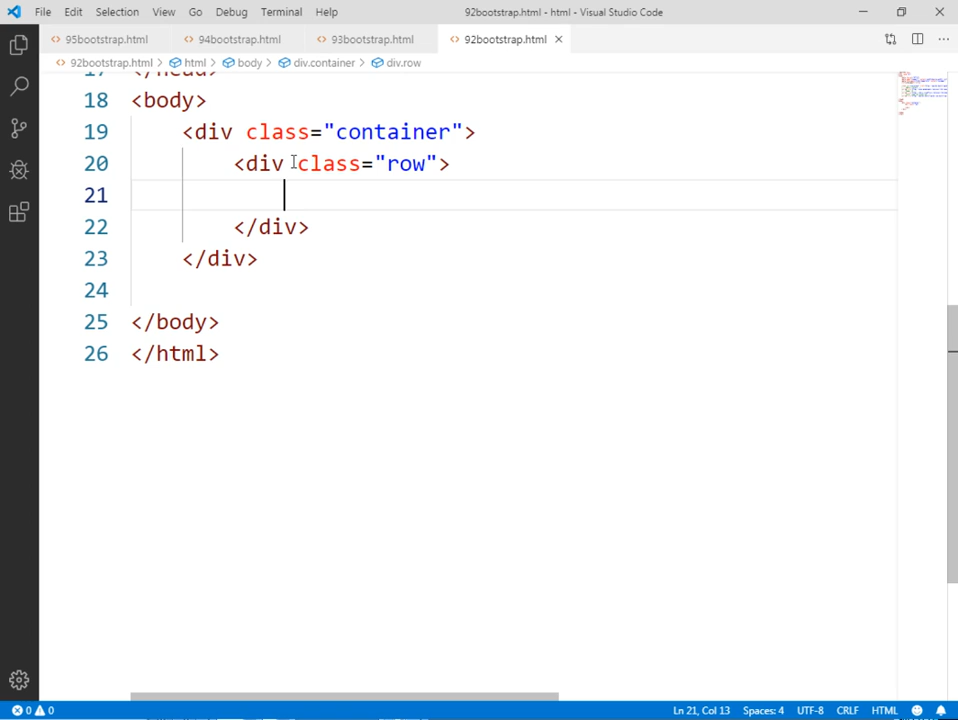 File Edit Selection View Go Debug Terminal Help 92bootstrap.html - html - Visual Studio Code
95bootstrap.html 94bootstrap.html 93bootstrap.html 92bootstrap.html
92bootstrap.html > html > body > div.container > div.row
17 </head>
18 <body>
19 <div class="container">
20 <div class="row">
21
22 </div>
23 </div>
24
25 </body>
26 </html>
0 0 Ln 21, Col 13 Spaces: 4 UTF-8 CRLF HTML